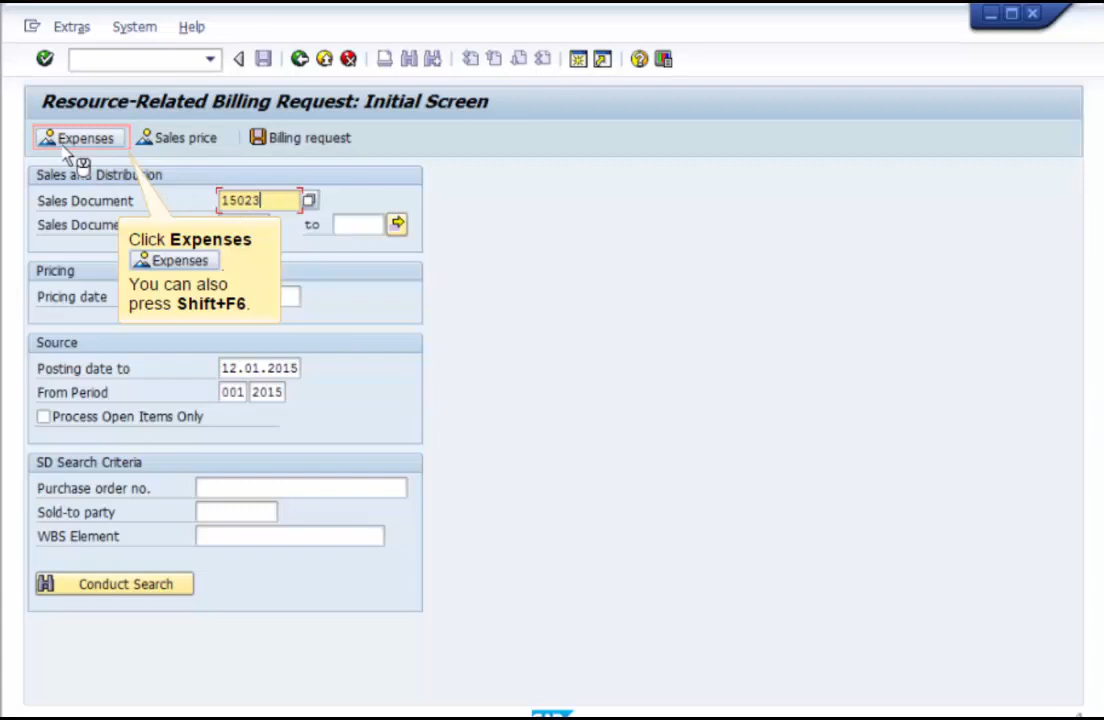 Extras System Help
Resource-Related Billing Request: Initial Screen
Expenses Sales price Billing request
Sales and Distribution
Sales Document 15023
Sales Docume to
Click Expenses
Expenses .
You can also
press Shift+F6.
Pricing
Pricing date
Source
Posting date to 12.01.2015
From Period 001 2015
Process Open Items Only
SD Search Criteria
Purchase order no.
Sold-to party
WBS Element
Conduct Search